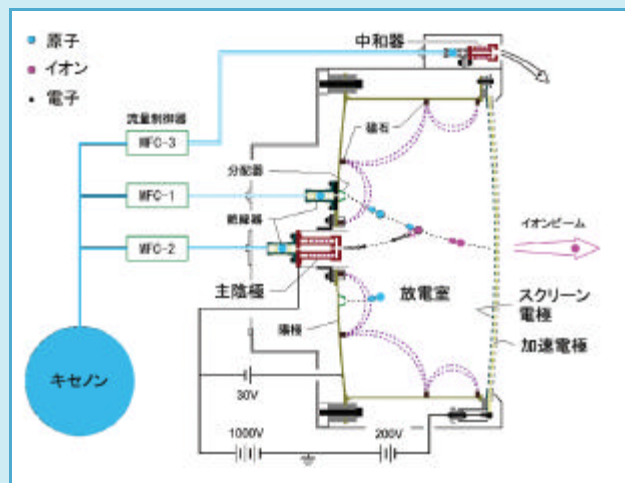 原子
イオン
電子
中和器
流量制御器
MFC-3
磁石
分配器
MFC-1
絶縁器
イオンビーム
MFC-2
主陰極
放電室
スクリーン
電極
陽極
加速電極
キセノン
30V
1000V
200V